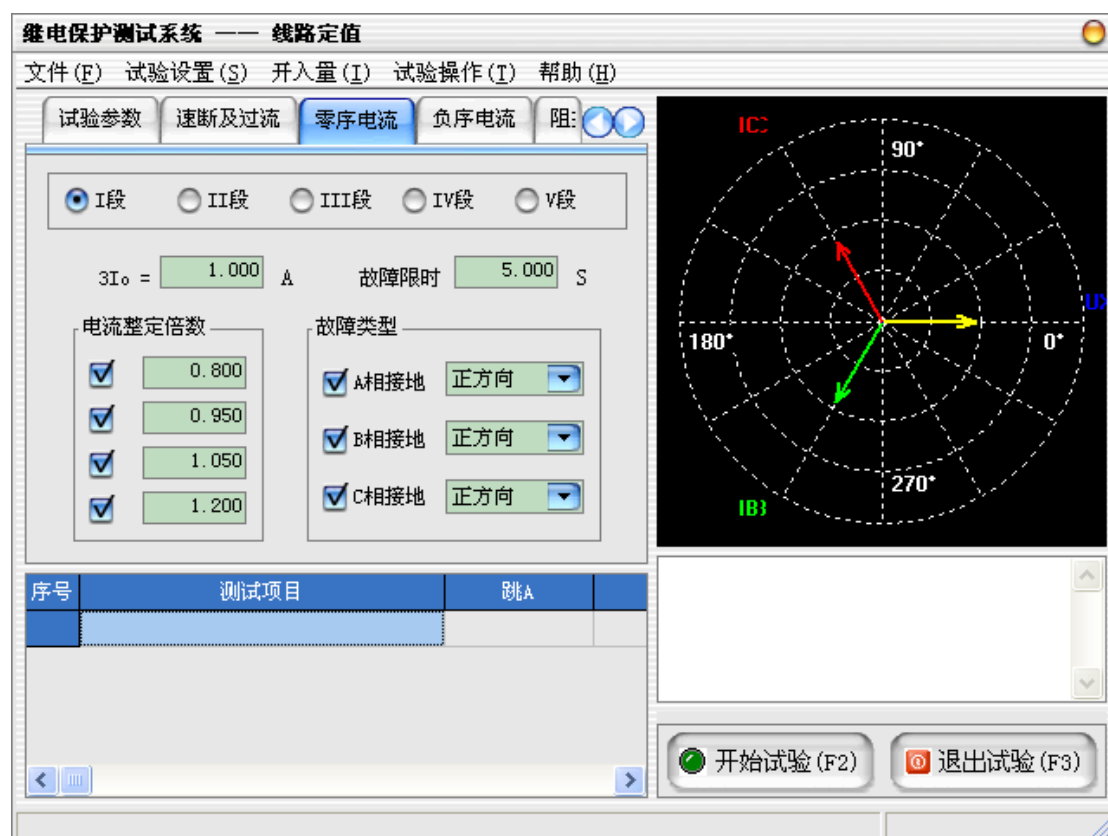 继电保护测试系统 —— 线路定值
文件(F) 试验设置(S) 开入量(I) 试验操作(T) 帮助(H)
试验参数 速断及过流 零序电流 负序电流
I段 II段 III段 IV段 V段
3I₀ = 1.000 A 故障限时 5.000 S
电流整定倍数
0.800
0.950
1.050
1.200
故障类型
A相接地 正方向
B相接地 正方向
C相接地 正方向
序号 测试项目 跳A
90°
180° 0°
270°
开始试验(F2) 退出试验(F3)